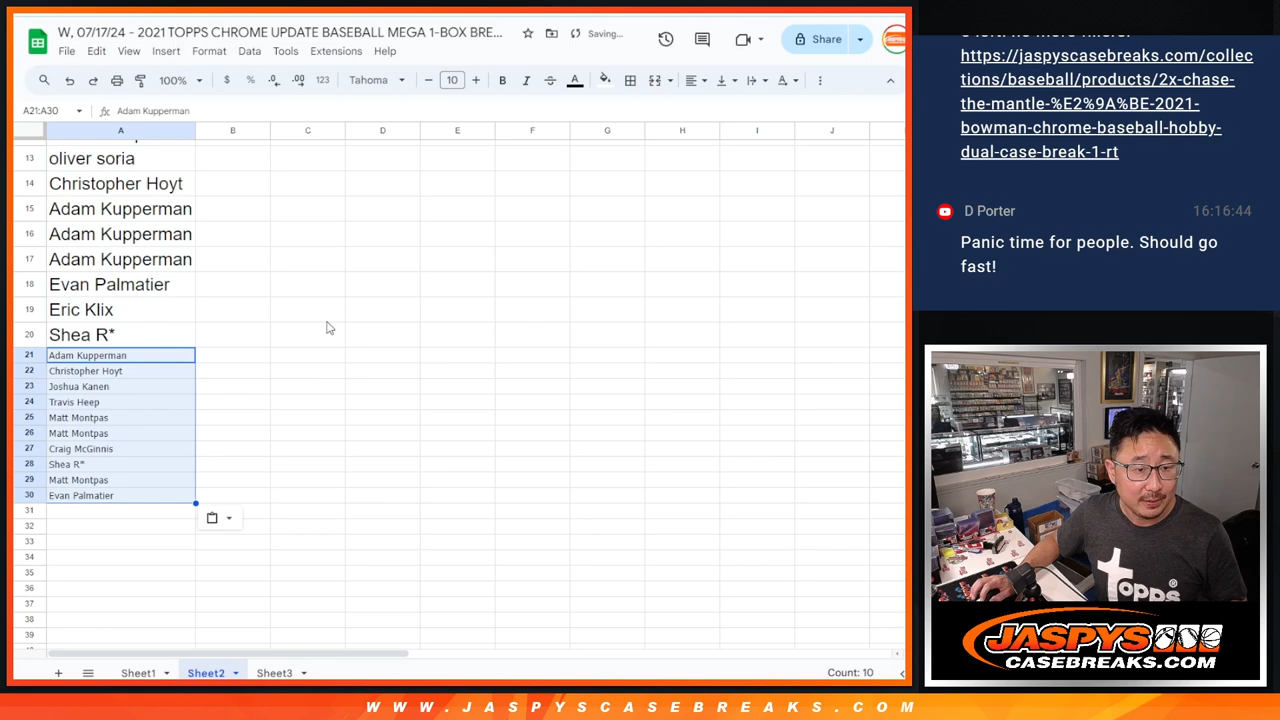 W, 07/17/24 - 2021 TOPPS CHROME UPDATE BASEBALL MEGA 1-BOX BRE...
Saving...
File Edit View Insert Format Data Tools Extensions Help
Share
100% $ % .0 .00 123 Tahoma 10 B I A
A21:A30 fx Adam Kupperman
A B C D E F G H I J
13 oliver soria
14 Christopher Hoyt
15 Adam Kupperman
16 Adam Kupperman
17 Adam Kupperman
18 Evan Palmatier
19 Eric Klix
20 Shea R*
21 Adam Kupperman
22 Christopher Hoyt
23 Joshua Kanen
24 Travis Heep
25 Matt Montpas
26 Matt Montpas
27 Craig McGinnis
28 Shea R*
29 Matt Montpas
30 Evan Palmatier
31
32
33
34
35
36
37
38
39
Sheet1 Sheet2 Sheet3 Count: 10
https://jaspyscasebreaks.com/collec
tions/baseball/products/2x-chase-
the-mantle-%E2%9A%BE-2021-
bowman-chrome-baseball-hobby-
dual-case-break-1-rt
D Porter 16:16:44
Panic time for people. Should go
fast!
topps®
JASPYS
CASEBREAKS.COM
WWW.JASPYSCASEBREAKS.COM